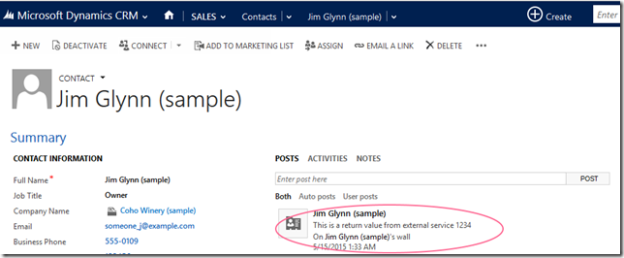 Microsoft Dynamics CRM SALES Contacts Jim Glynn (sample) Create Enter
NEW DEACTIVATE CONNECT ADD TO MARKETING LIST ASSIGN EMAIL A LINK DELETE
CONTACT
Jim Glynn (sample)
Summary
CONTACT INFORMATION
Full Name * Jim Glynn (sample)
Job Title Owner
Company Name Coho Winery (sample)
Email someone_j@example.com
Business Phone 555-0109
POSTS ACTIVITIES NOTES
Enter post here POST
Both Auto posts User posts
Jim Glynn (sample)
This is a return value from external service 1234
On Jim Glynn (sample)'s wall
5/15/2015 1:33 AM